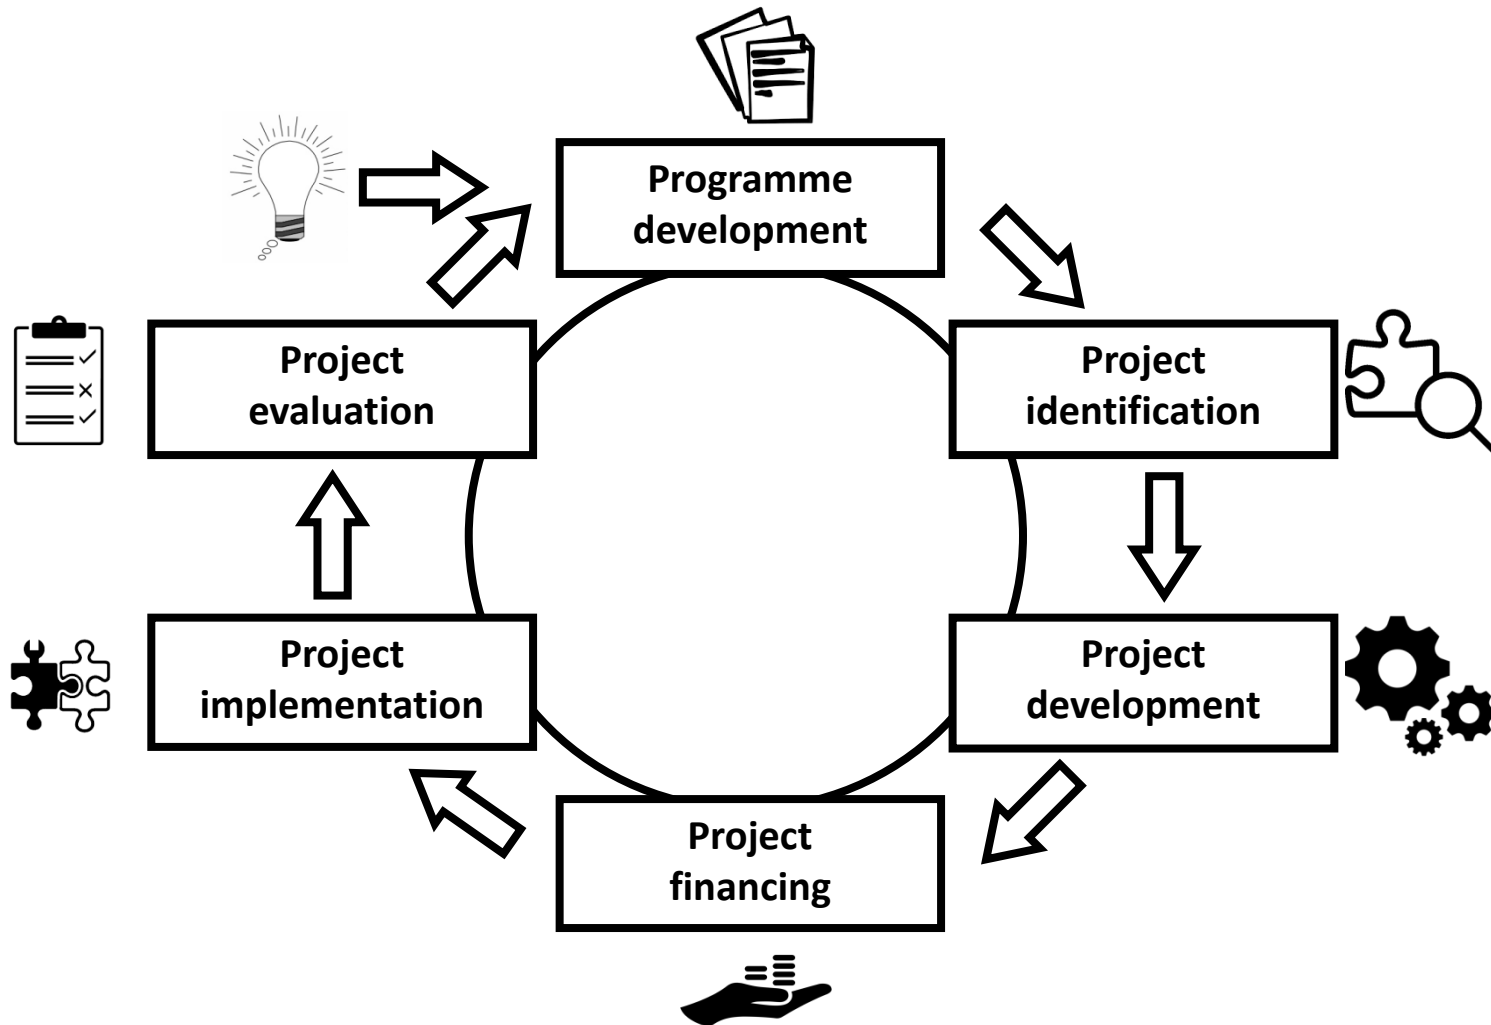 Programme
development
Project
identification
Project
development
Project
financing
Project
implementation
Project
evaluation